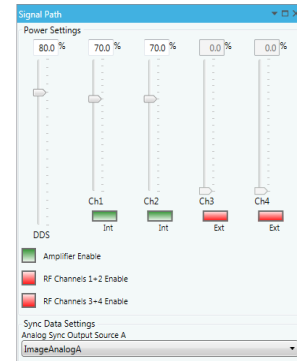 Signal Path
Power Settings
80.0 % 70.0 % 70.0 % 0.0 % 0.0 %
Ch1 Ch2 Ch3 Ch4
Int Int Ext Ext
DDS
Amplifier Enable
RF Channels 1+2 Enable
RF Channels 3+4 Enable
Sync Data Settings
Analog Sync Output Source A
ImageAnalogA